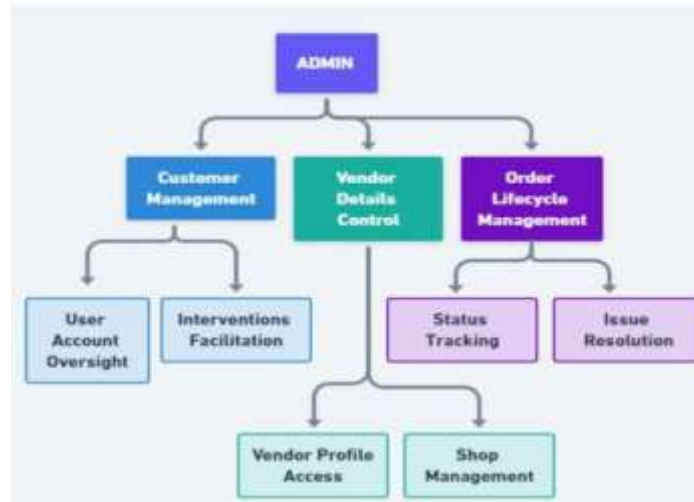 ADMIN
Customer
Management
Vendor
Details
Control
Order
Lifecycle
Management
User
Account
Oversight
Interventions
Facilitation
Status
Tracking
Issue
Resolution
Vendor Profile
Access
Shop
Management